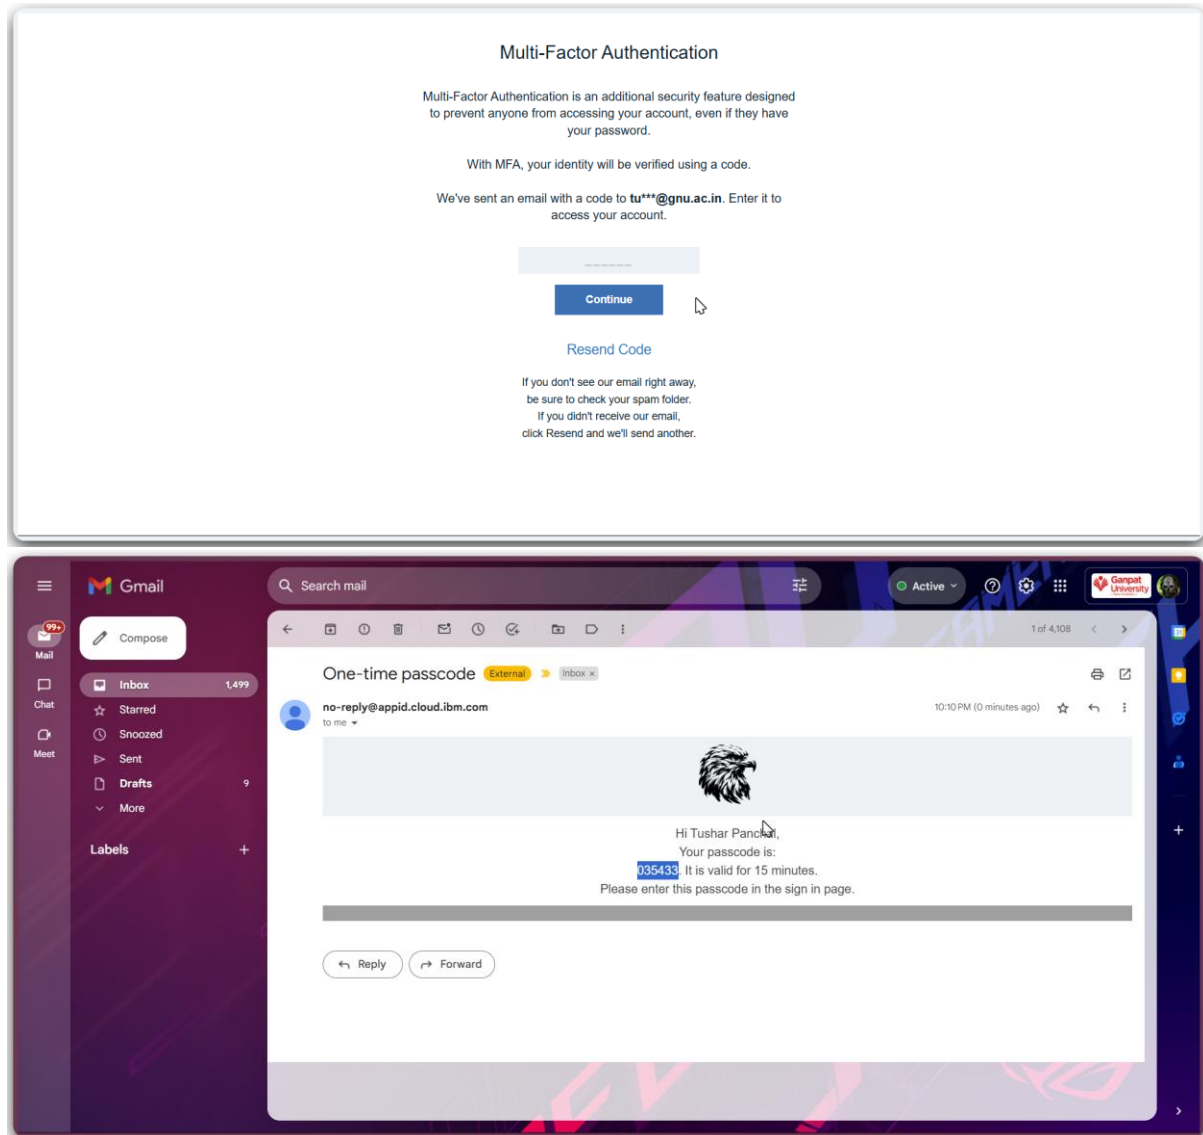 Multi-Factor Authentication
Multi-Factor Authentication is an additional security feature designed
to prevent anyone from accessing your account, even if they have
your password.
With MFA, your identity will be verified using a code.
We've sent an email with a code to tu***@gnu.ac.in. Enter it to
access your account.
______
Continue
Resend Code
If you don't see our email right away,
be sure to check your spam folder.
If you didn't receive our email,
click Resend and we'll send another.
Gmail
Search mail
Active
Ganpat
University
99+
Mail
Compose
1 of 4,108
Inbox 1,499
One-time passcode External Inbox x
Chat
Starred
no-reply@appid.cloud.ibm.com 10:10 PM (0 minutes ago)
to me
Snoozed
Meet
Sent
Drafts 9
More
Labels +
Hi Tushar Panchal,
Your passcode is:
035433. It is valid for 15 minutes.
Please enter this passcode in the sign in page.
Reply Forward